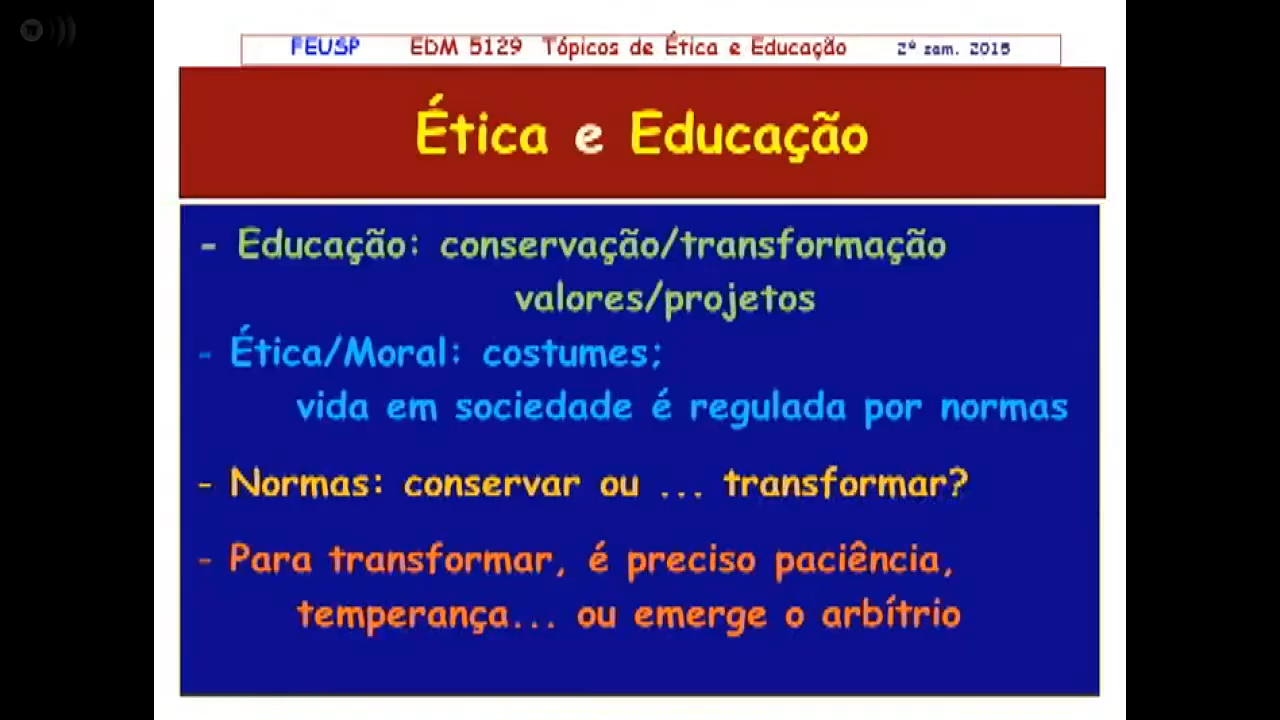 FEUSP EDM 5129 Tópicos de Ética e Educação 2º sem. 2015
Ética e Educação
- Educação: conservação/transformação
valores/projetos
- Ética/Moral: costumes;
vida em sociedade é regulada por normas
- Normas: conservar ou ... transformar?
- Para transformar, é preciso paciência,
temperança... ou emerge o arbítrio